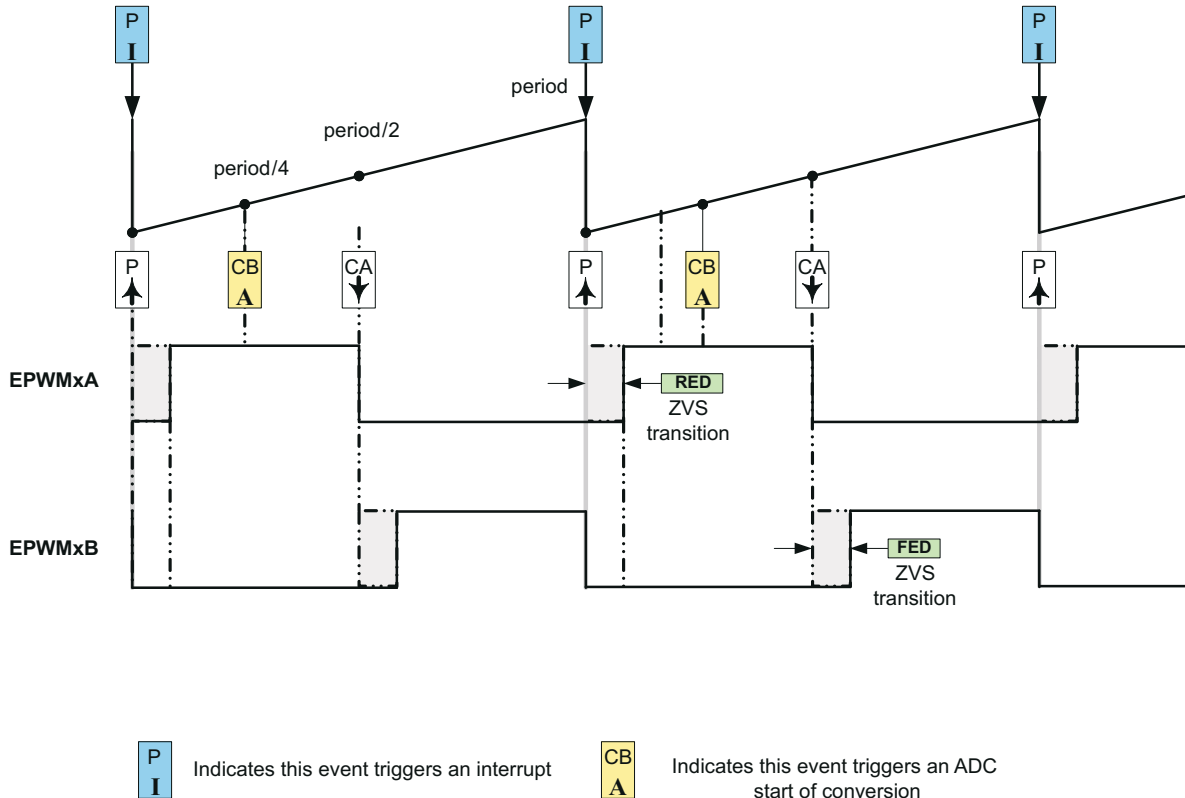 P
I
P
I
P
I
period
period/2
period/4
P
CB
A
CA
P
CB
A
CA
P
EPWMxA
RED
ZVS
transition
EPWMxB
FED
ZVS
transition
P
I
Indicates this event triggers an interrupt
CB
A
Indicates this event triggers an ADC
start of conversion